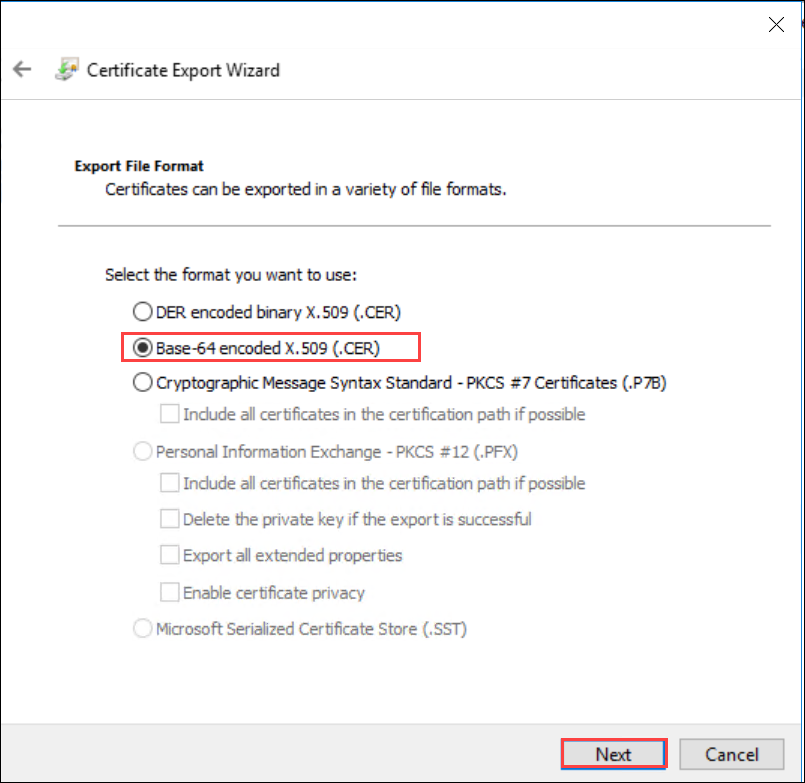 Certificate Export Wizard
Export File Format
Certificates can be exported in a variety of file formats.
Select the format you want to use:
DER encoded binary X.509 (.CER)
Base-64 encoded X.509 (.CER)
Cryptographic Message Syntax Standard - PKCS #7 Certificates (.P7B)
Include all certificates in the certification path if possible
Personal Information Exchange - PKCS #12 (.PFX)
Include all certificates in the certification path if possible
Delete the private key if the export is successful
Export all extended properties
Enable certificate privacy
Microsoft Serialized Certificate Store (.SST)
Next Cancel